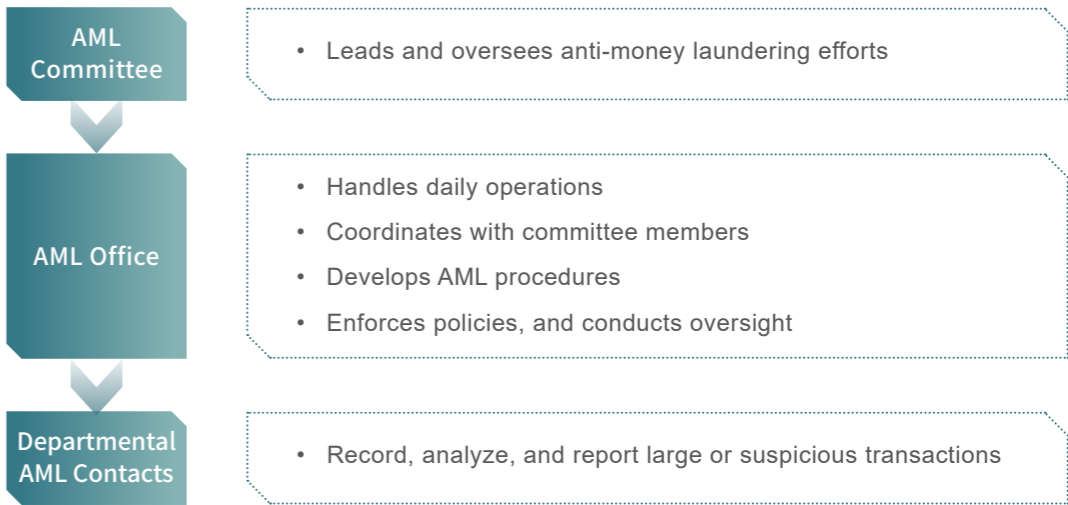 AML
Committee
• Leads and oversees anti-money laundering efforts
AML Office
• Handles daily operations
• Coordinates with committee members
• Develops AML procedures
• Enforces policies, and conducts oversight
Departmental
AML Contacts
• Record, analyze, and report large or suspicious transactions